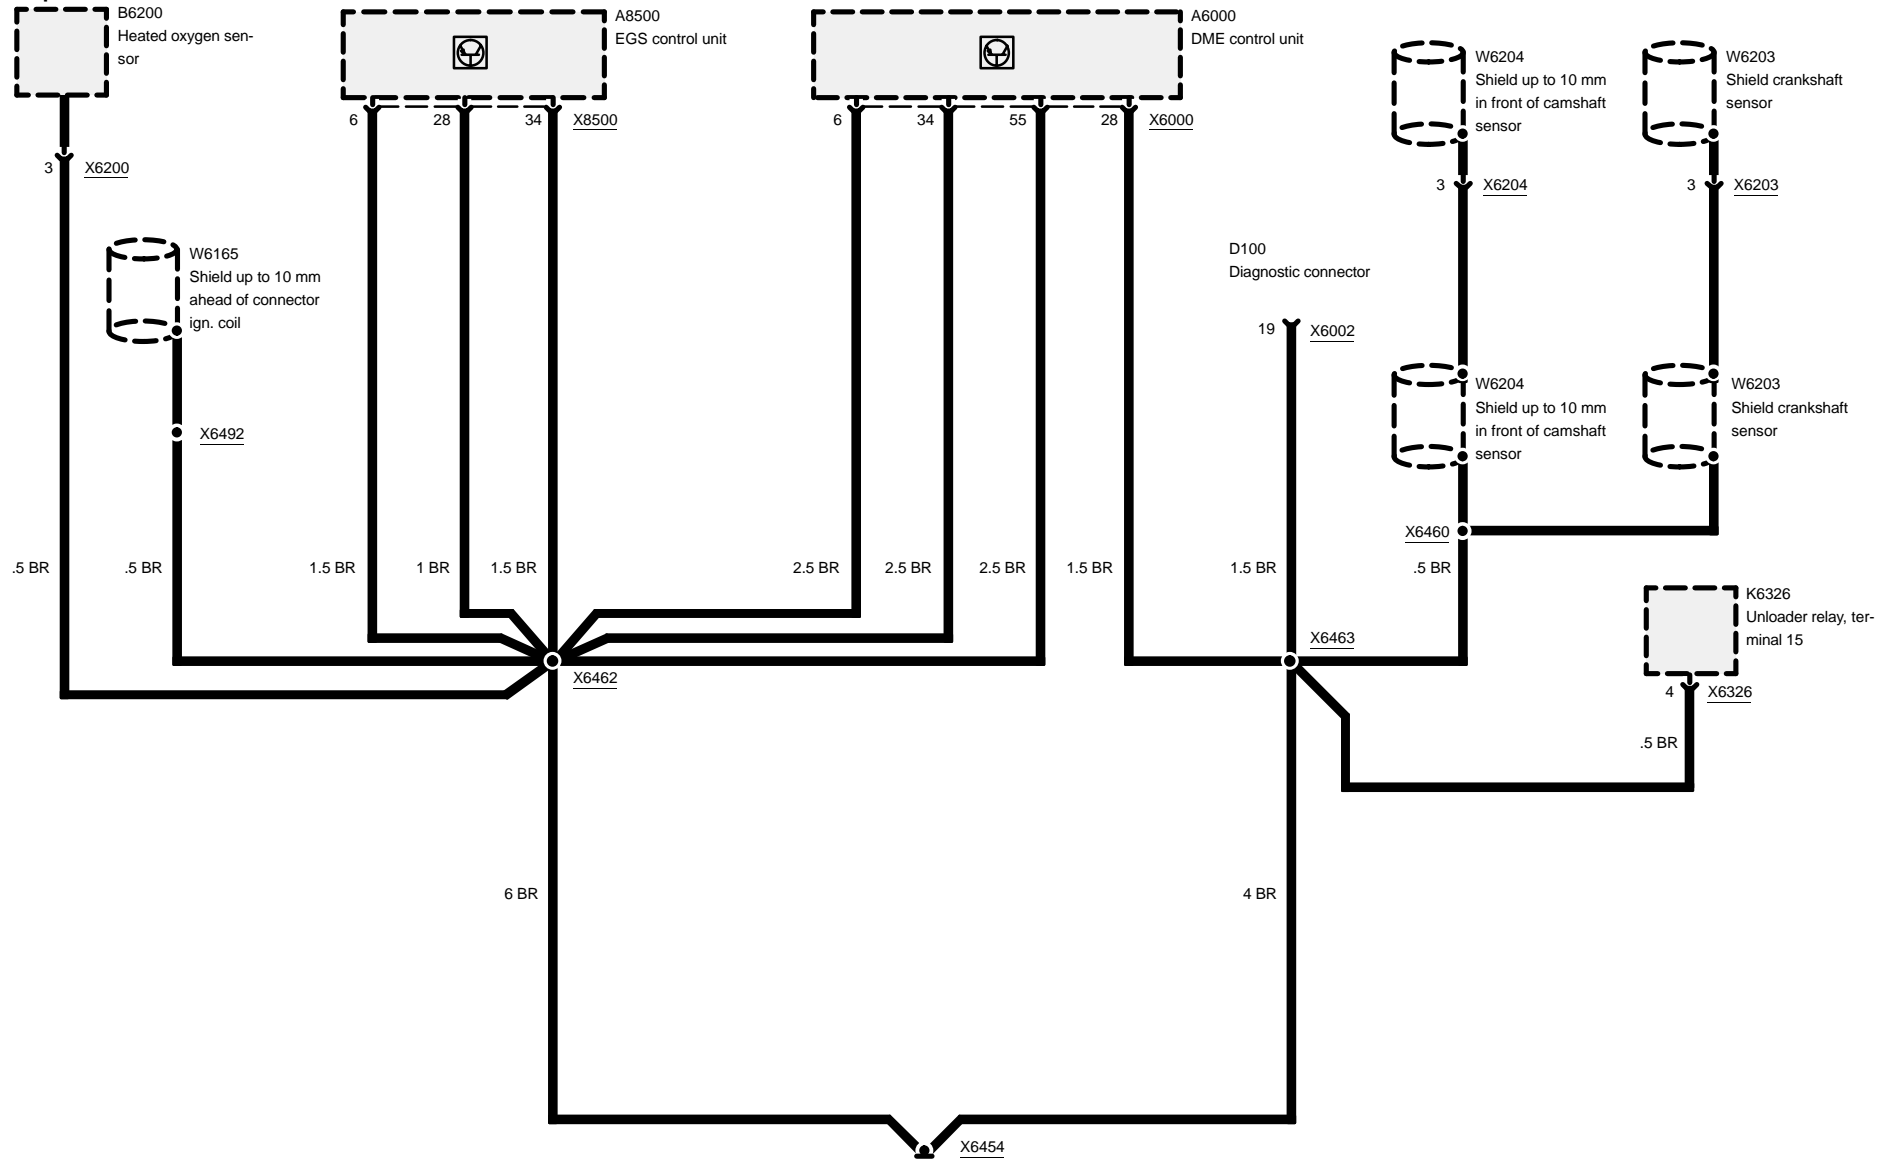 B6200
Heated oxygen sen-
sor
A8500
EGS control unit
A6000
DME control unit
W6204
Shield up to 10 mm
in front of camshaft
sensor
W6203
Shield crankshaft
sensor
6
28
34
X8500
6
34
55
28
X6000
3
X6200
3
X6204
3
X6203
W6165
Shield up to 10 mm
ahead of connector
ign. coil
D100
Diagnostic connector
19
X6002
W6204
Shield up to 10 mm
in front of camshaft
sensor
W6203
Shield crankshaft
sensor
X6492
X6460
.5 BR
.5 BR
1.5 BR
1 BR
1.5 BR
2.5 BR
2.5 BR
2.5 BR
1.5 BR
1.5 BR
.5 BR
K6326
Unloader relay, ter-
minal 15
X6463
X6462
4
X6326
.5 BR
6 BR
4 BR
X6454